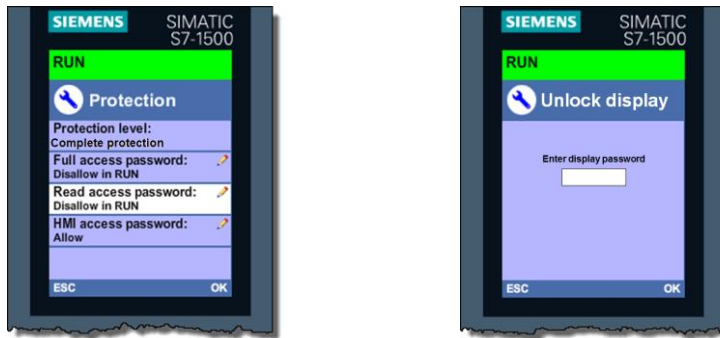 SIEMENS
SIMATIC
S7-1500
RUN
Protection
Protection level:
Complete protection
Full access password:
Disallow in RUN
Read access password:
Disallow in RUN
HMI access password:
Allow
ESC
OK
SIEMENS
SIMATIC
S7-1500
RUN
Unlock display
Enter display password
ESC
OK